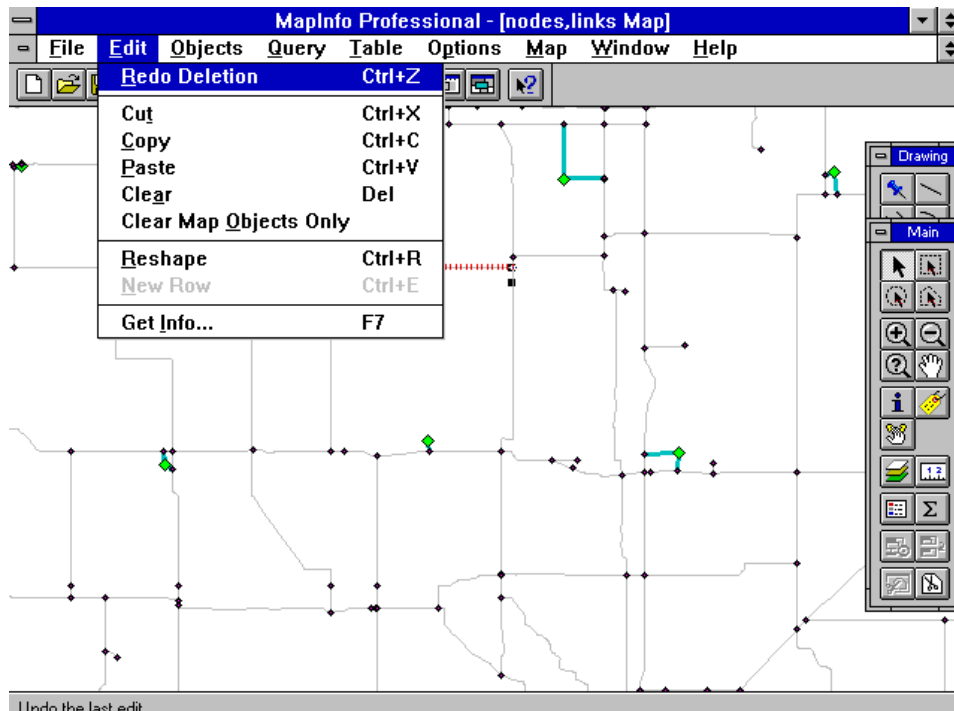 MapInfo Professional - [nodes,links Map]
File Edit Objects Query Table Options Map Window Help
Redo Deletion Ctrl+Z
Cut Ctrl+X
Copy Ctrl+C
Paste Ctrl+V
Clear Del
Clear Map Objects Only
Reshape Ctrl+R
New Row Ctrl+E
Get Info... F7
Drawing
Main
1.2
Undo the last edit